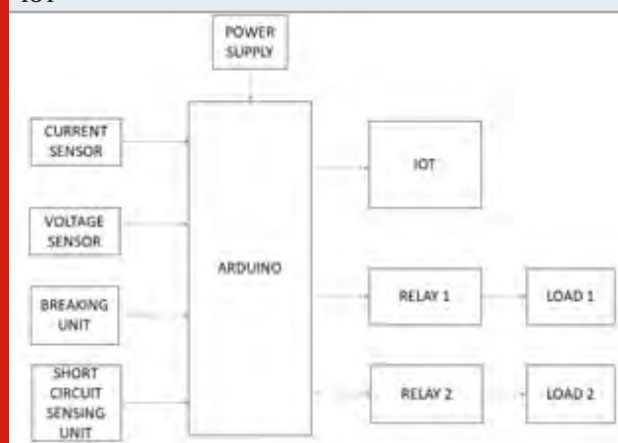 IOT
POWER
SUPPLY
CURRENT
SENSOR
VOLTAGE
SENSOR
BREAKING
UNIT
SHORT
CIRCUIT
SENSING
UNIT
ARDUINO
IOT
RELAY 1
LOAD 1
RELAY 2
LOAD 2